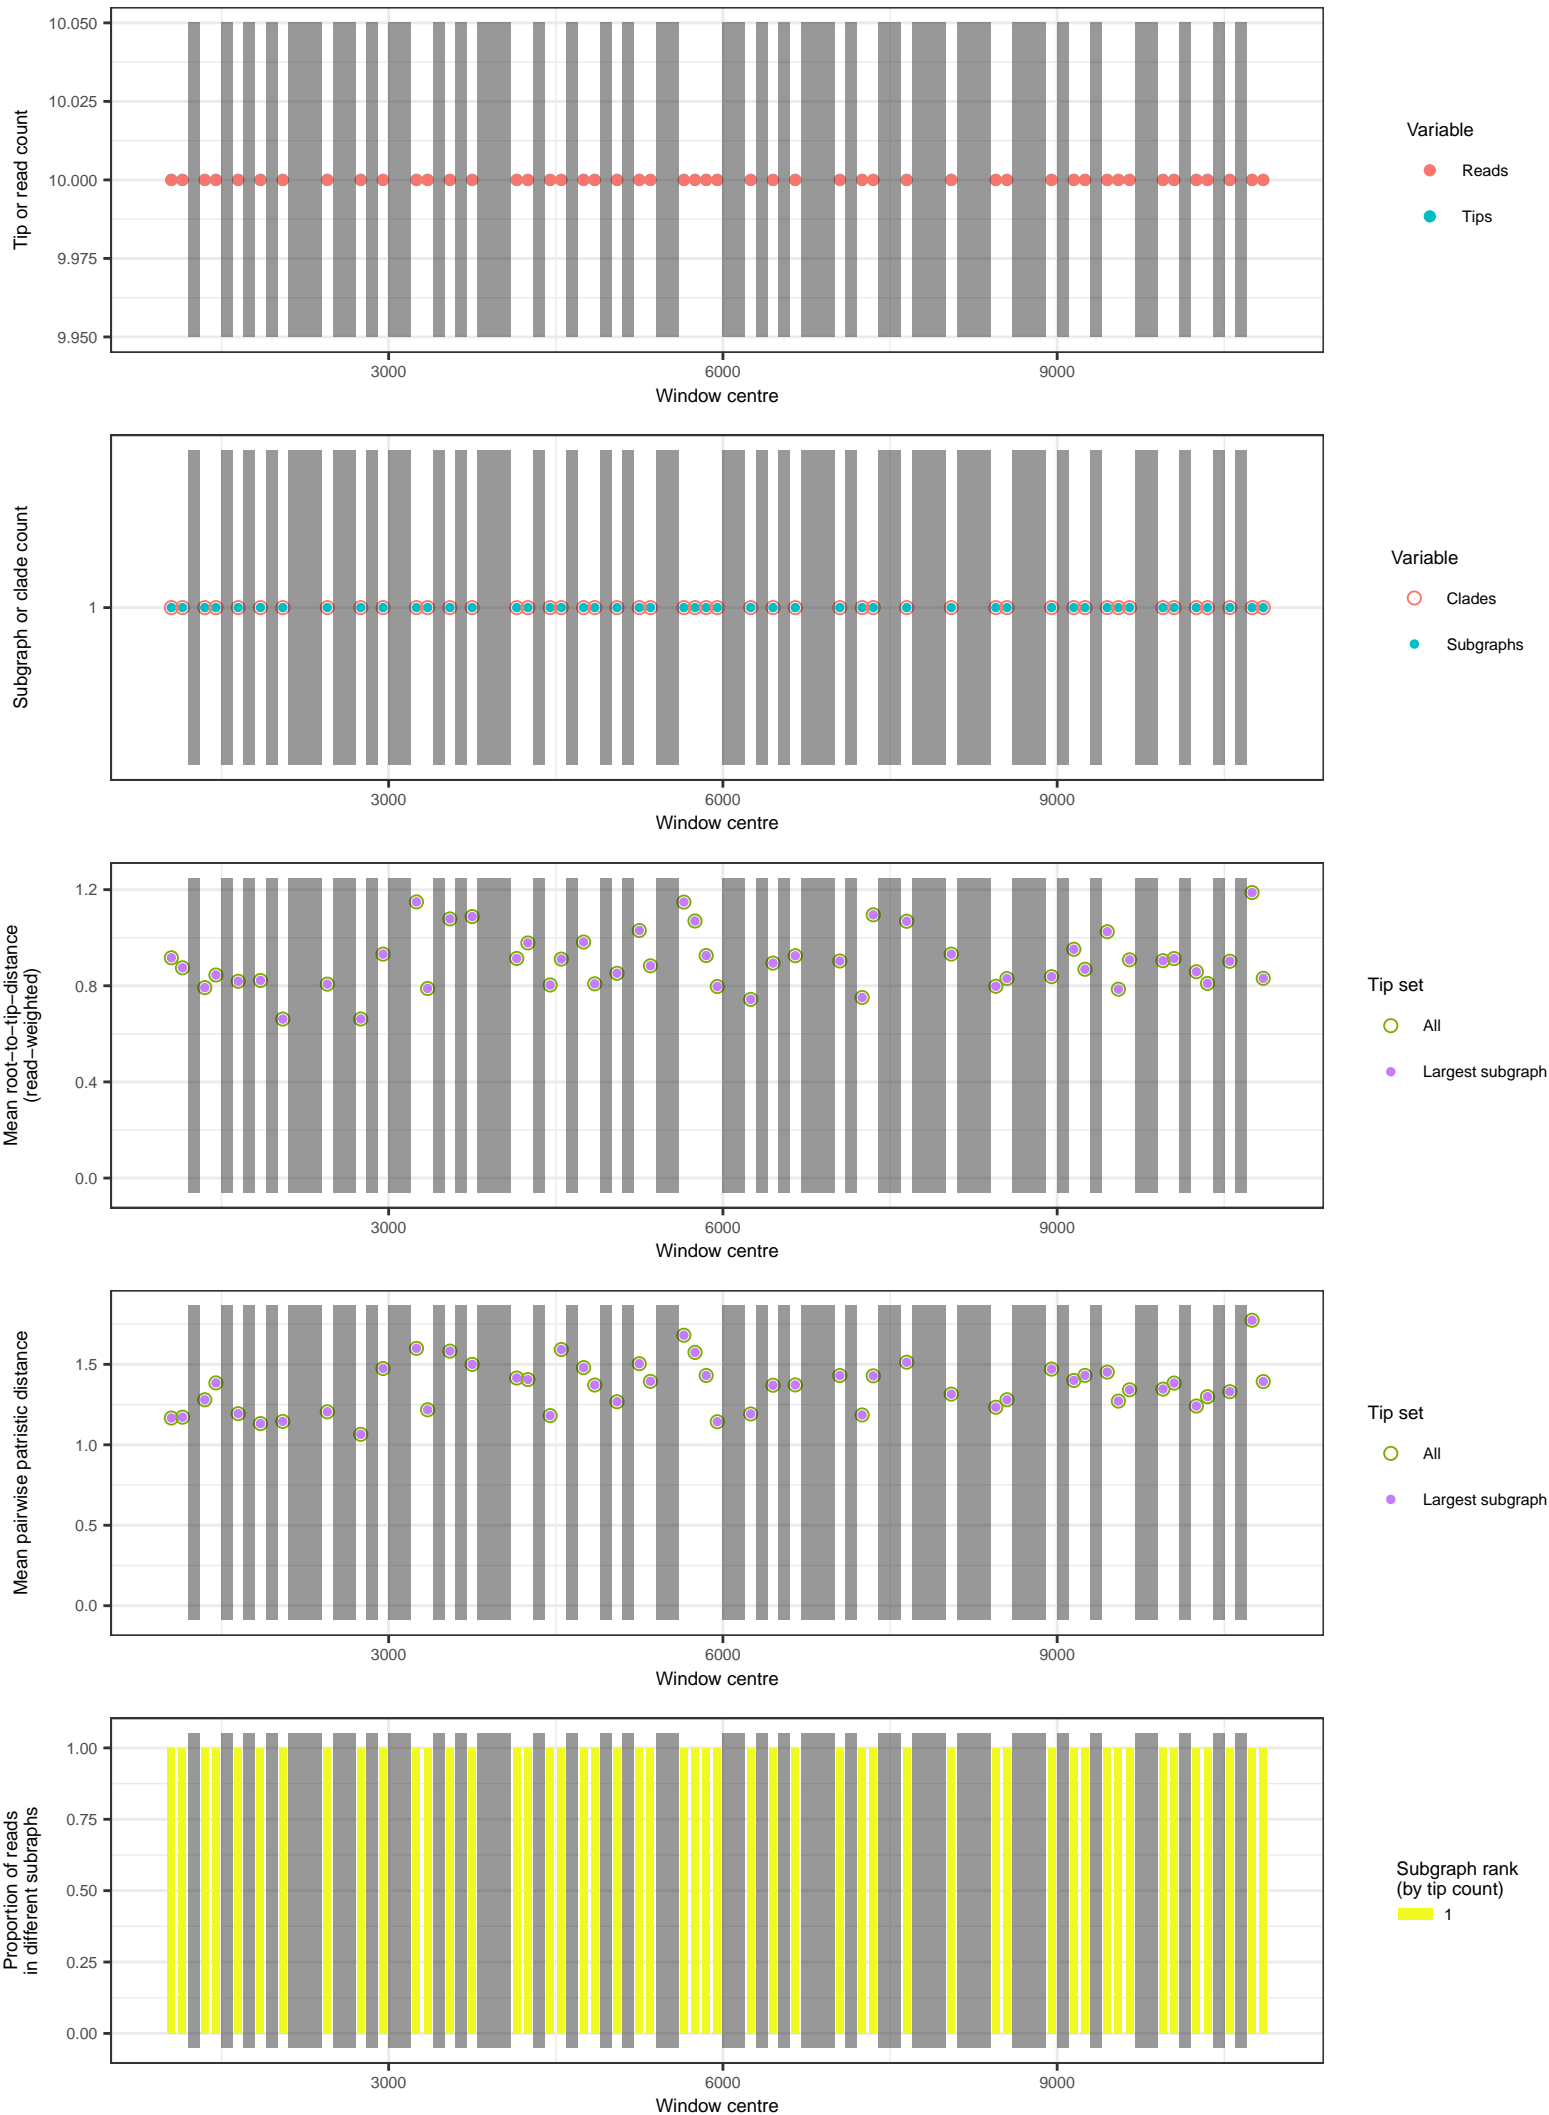 10.050
10.025
10.000
9.975
9.950
Tip or read count
3000
6000
9000
Window centre
Variable
Reads
Tips
1
Subgraph or clade count
3000
6000
9000
Window centre
Variable
Clades
Subgraphs
1.2
0.8
0.4
0.0
Mean root−to−tip−distance
(read−weighted)
3000
6000
9000
Window centre
Tip set
All
Largest subgraph
1.5
1.0
0.5
0.0
Mean pairwise patristic distance
3000
6000
9000
Window centre
Tip set
All
Largest subgraph
1.00
0.75
0.50
0.25
0.00
Proportion of reads
in different subraphs
3000
6000
9000
Window centre
Subgraph rank
(by tip count)
1